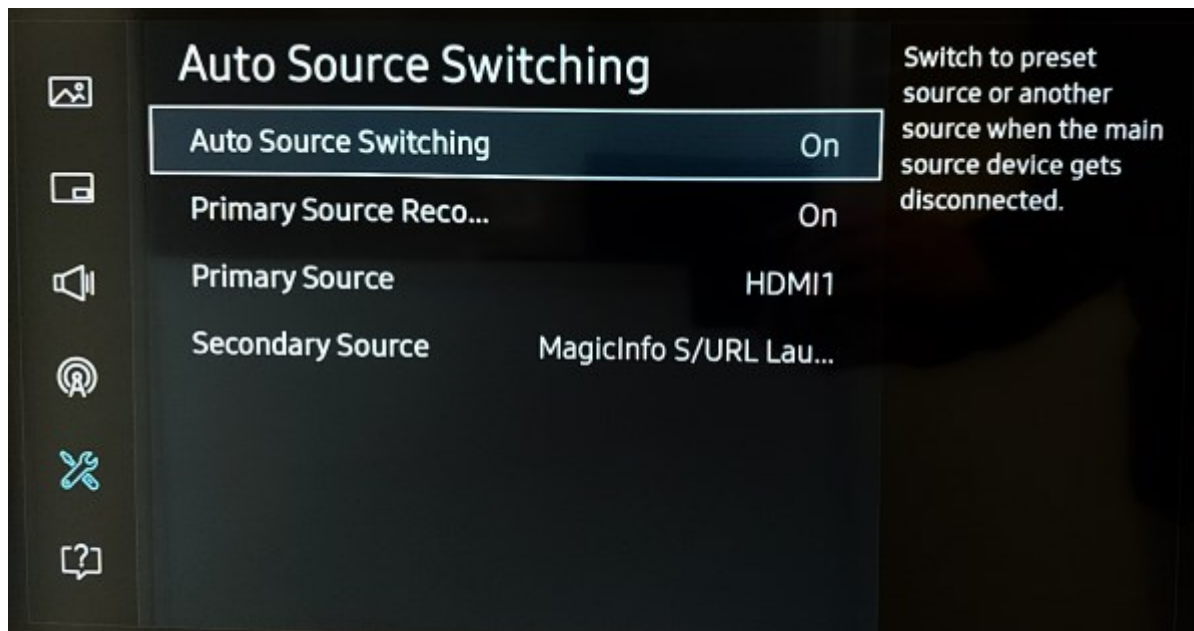 Auto Source Switching
Auto Source Switching On
Primary Source Reco... On
Primary Source HDMI1
Secondary Source MagicInfo S/URL Lau...
Switch to preset
source or another
source when the main
source device gets
disconnected.